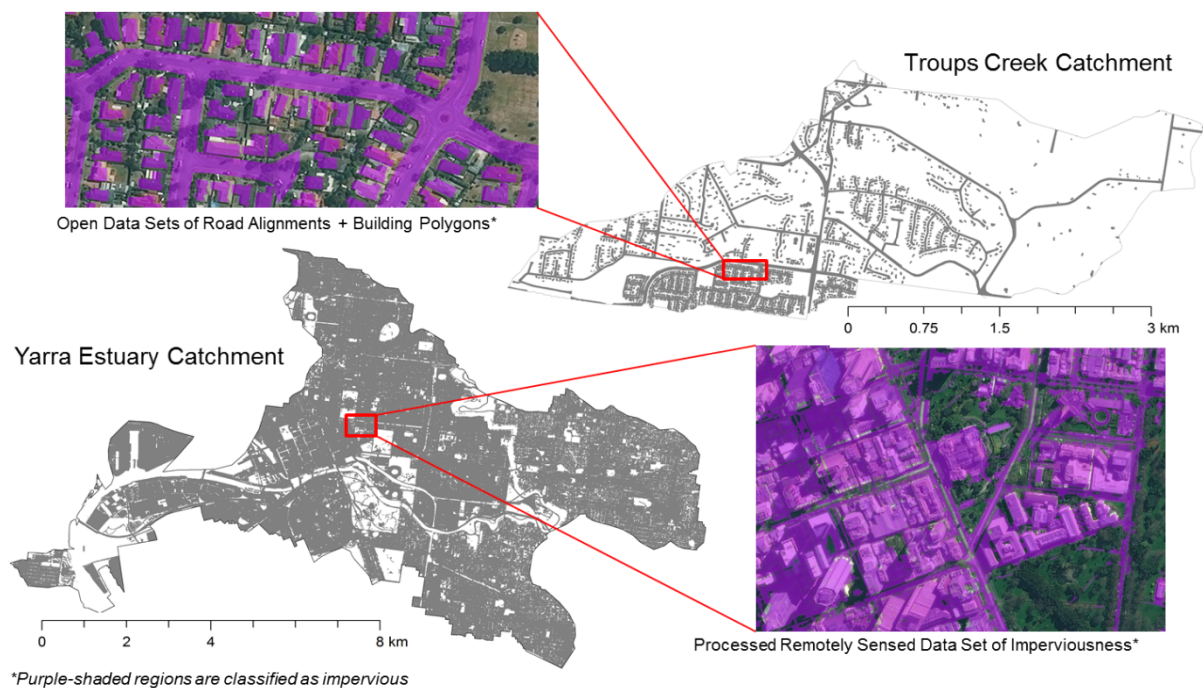 Troups Creek Catchment
Open Data Sets of Road Alignments + Building Polygons*
0 0.75 1.5 3 km
Yarra Estuary Catchment
0 2 4 8 km
Processed Remotely Sensed Data Set of Imperviousness*
*Purple-shaded regions are classified as impervious